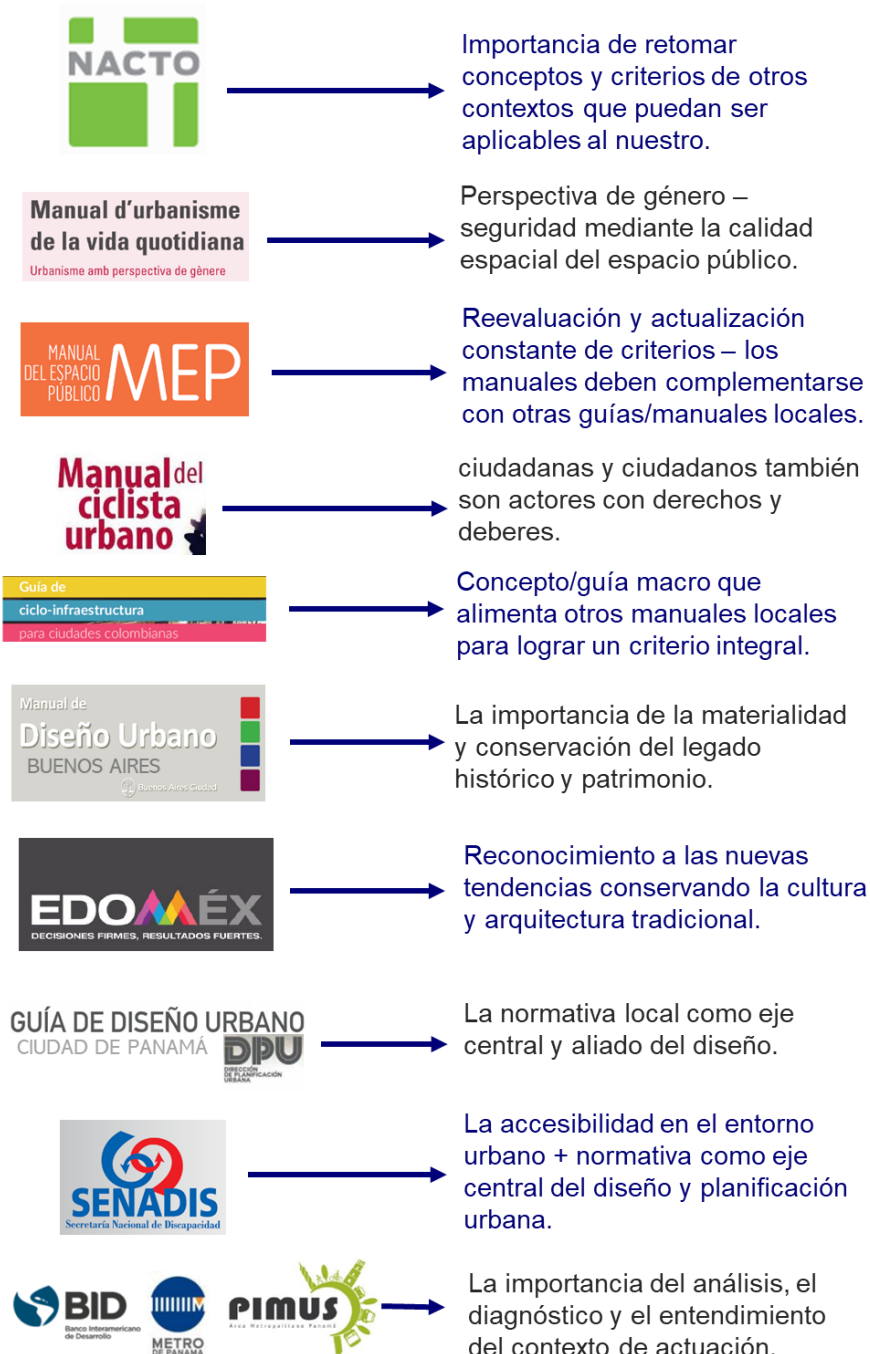 NACTO
Importancia de retomar
conceptos y criterios de otros
contextos que puedan ser
aplicables al nuestro.
Manual d'urbanisme
de la vida quotidiana
Urbanisme amb perspectiva de gènere
Perspectiva de género –
seguridad mediante la calidad
espacial del espacio público.
MANUAL
DEL ESPACIO
PÚBLICO
MEP
Reevaluación y actualización
constante de criterios – los
manuales deben complementarse
con otras guías/manuales locales.
Manual del
ciclista
urbano
ciudadanas y ciudadanos también
son actores con derechos y
deberes.
Guía de
ciclo-infraestructura
para ciudades colombianas
Concepto/guía macro que
alimenta otros manuales locales
para lograr un criterio integral.
Manual de
Diseño Urbano
BUENOS AIRES
Buenos Aires Ciudad
La importancia de la materialidad
y conservación del legado
histórico y patrimonio.
EDOMÉX
DECISIONES FIRMES, RESULTADOS FUERTES.
Reconocimiento a las nuevas
tendencias conservando la cultura
y arquitectura tradicional.
GUÍA DE DISEÑO URBANO
CIUDAD DE PANAMÁ
DPU
DIRECCIÓN
DE PLANIFICACIÓN
URBANA
La normativa local como eje
central y aliado del diseño.
SENADIS
Secretaría Nacional de Discapacidad
La accesibilidad en el entorno
urbano + normativa como eje
central del diseño y planificación
urbana.
BID
Banco Interamericano
de Desarrollo
METRO
DE PANAMÁ
PIMUS
Área Metropolitana Panamá
La importancia del análisis, el
diagnóstico y el entendimiento
del contexto de actuación.